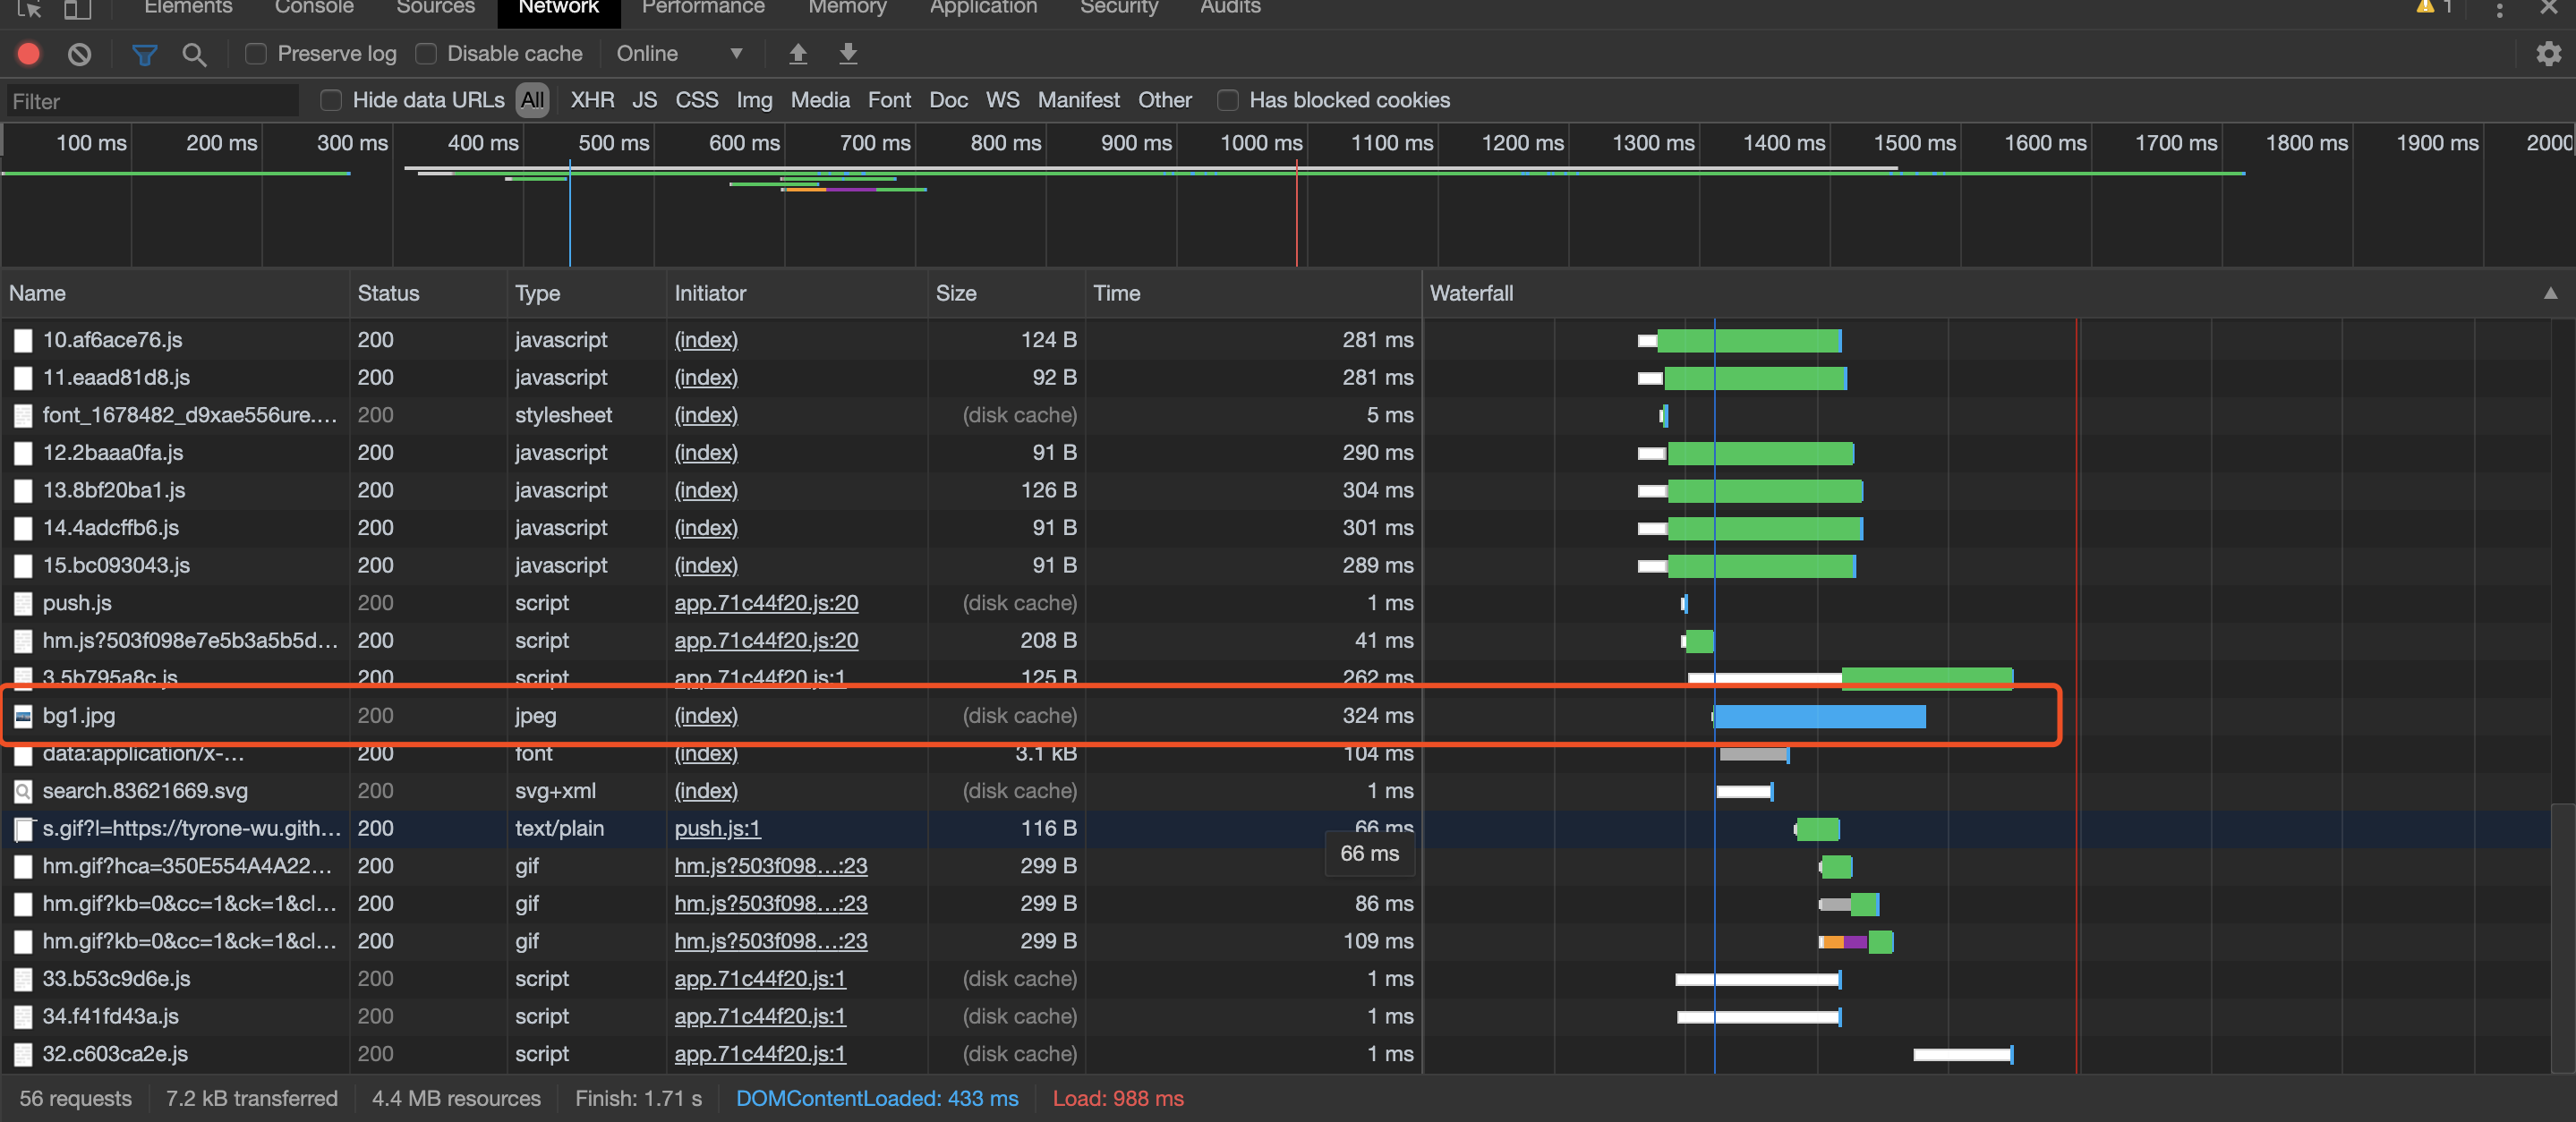 Elements Console Sources Network Performance Memory Application Security Audits 1
Preserve log Disable cache Online
Filter Hide data URLs All XHR JS CSS Img Media Font Doc WS Manifest Other Has blocked cookies
100 ms 200 ms 300 ms 400 ms 500 ms 600 ms 700 ms 800 ms 900 ms 1000 ms 1100 ms 1200 ms 1300 ms 1400 ms 1500 ms 1600 ms 1700 ms 1800 ms 1900 ms 2000
Name Status Type Initiator Size Time Waterfall
10.af6ace76.js 200 javascript (index) 124 B 281 ms
11.eaad81d8.js 200 javascript (index) 92 B 281 ms
font_1678482_d9xae556ure.… 200 stylesheet (index) (disk cache) 5 ms
12.2baaa0fa.js 200 javascript (index) 91 B 290 ms
13.8bf20ba1.js 200 javascript (index) 126 B 304 ms
14.4adcffb6.js 200 javascript (index) 91 B 301 ms
15.bc093043.js 200 javascript (index) 91 B 289 ms
push.js 200 script app.71c44f20.js:20 (disk cache) 1 ms
hm.js?503f098e7e5b3a5b5d… 200 script app.71c44f20.js:20 208 B 41 ms
3.5b795a8c.js 200 script app.71c44f20.js:1 125 B 262 ms
bg1.jpg 200 jpeg (index) (disk cache) 324 ms
data:application/x-… 200 font (index) 3.1 kB 104 ms
search.83621669.svg 200 svg+xml (index) (disk cache) 1 ms
s.gif?l=https://tyrone-wu.gith… 200 text/plain push.js:1 116 B 66 ms
hm.gif?hca=350E554A4A22… 200 gif hm.js?503f098…:23 299 B 66 ms
hm.gif?kb=0&cc=1&ck=1&cl… 200 gif hm.js?503f098…:23 299 B 86 ms
hm.gif?kb=0&cc=1&ck=1&cl… 200 gif hm.js?503f098…:23 299 B 109 ms
33.b53c9d6e.js 200 script app.71c44f20.js:1 (disk cache) 1 ms
34.f41fd43a.js 200 script app.71c44f20.js:1 (disk cache) 1 ms
32.c603ca2e.js 200 script app.71c44f20.js:1 (disk cache) 1 ms
56 requests 7.2 kB transferred 4.4 MB resources Finish: 1.71 s DOMContentLoaded: 433 ms Load: 988 ms